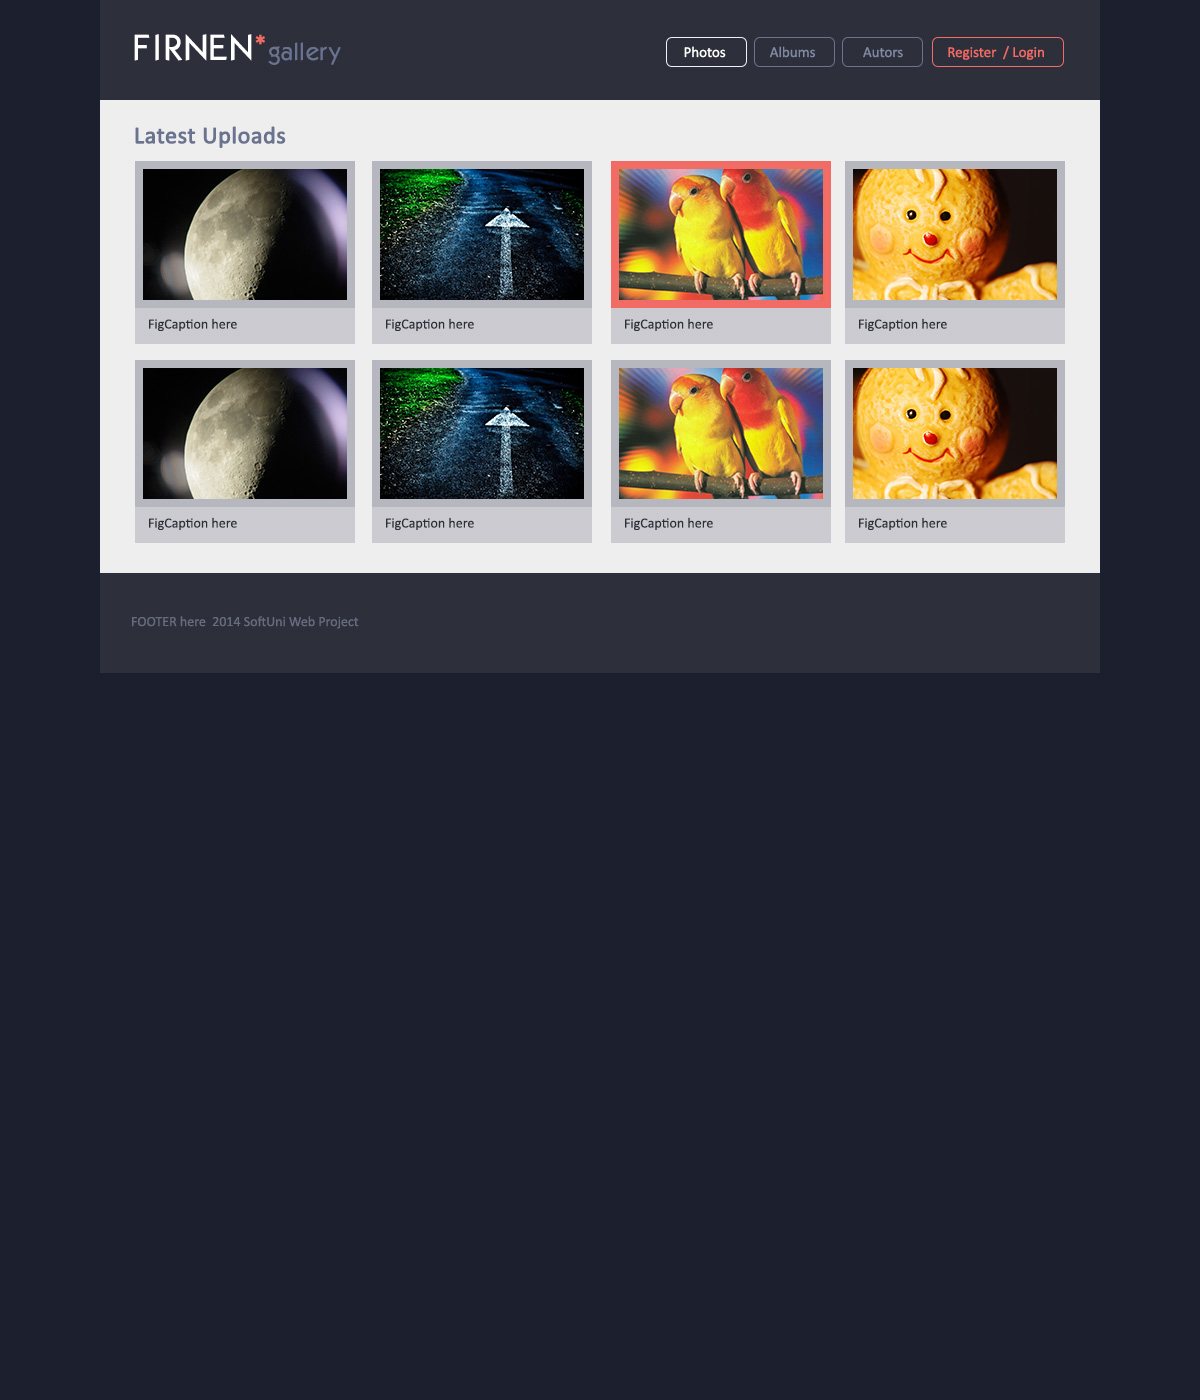 FIRNEN* gallery
Photos
Albums
Autors
Register / Login
Latest Uploads
FigCaption here
FigCaption here
FigCaption here
FigCaption here
FigCaption here
FigCaption here
FigCaption here
FigCaption here
FOOTER here 2014 SoftUni Web Project